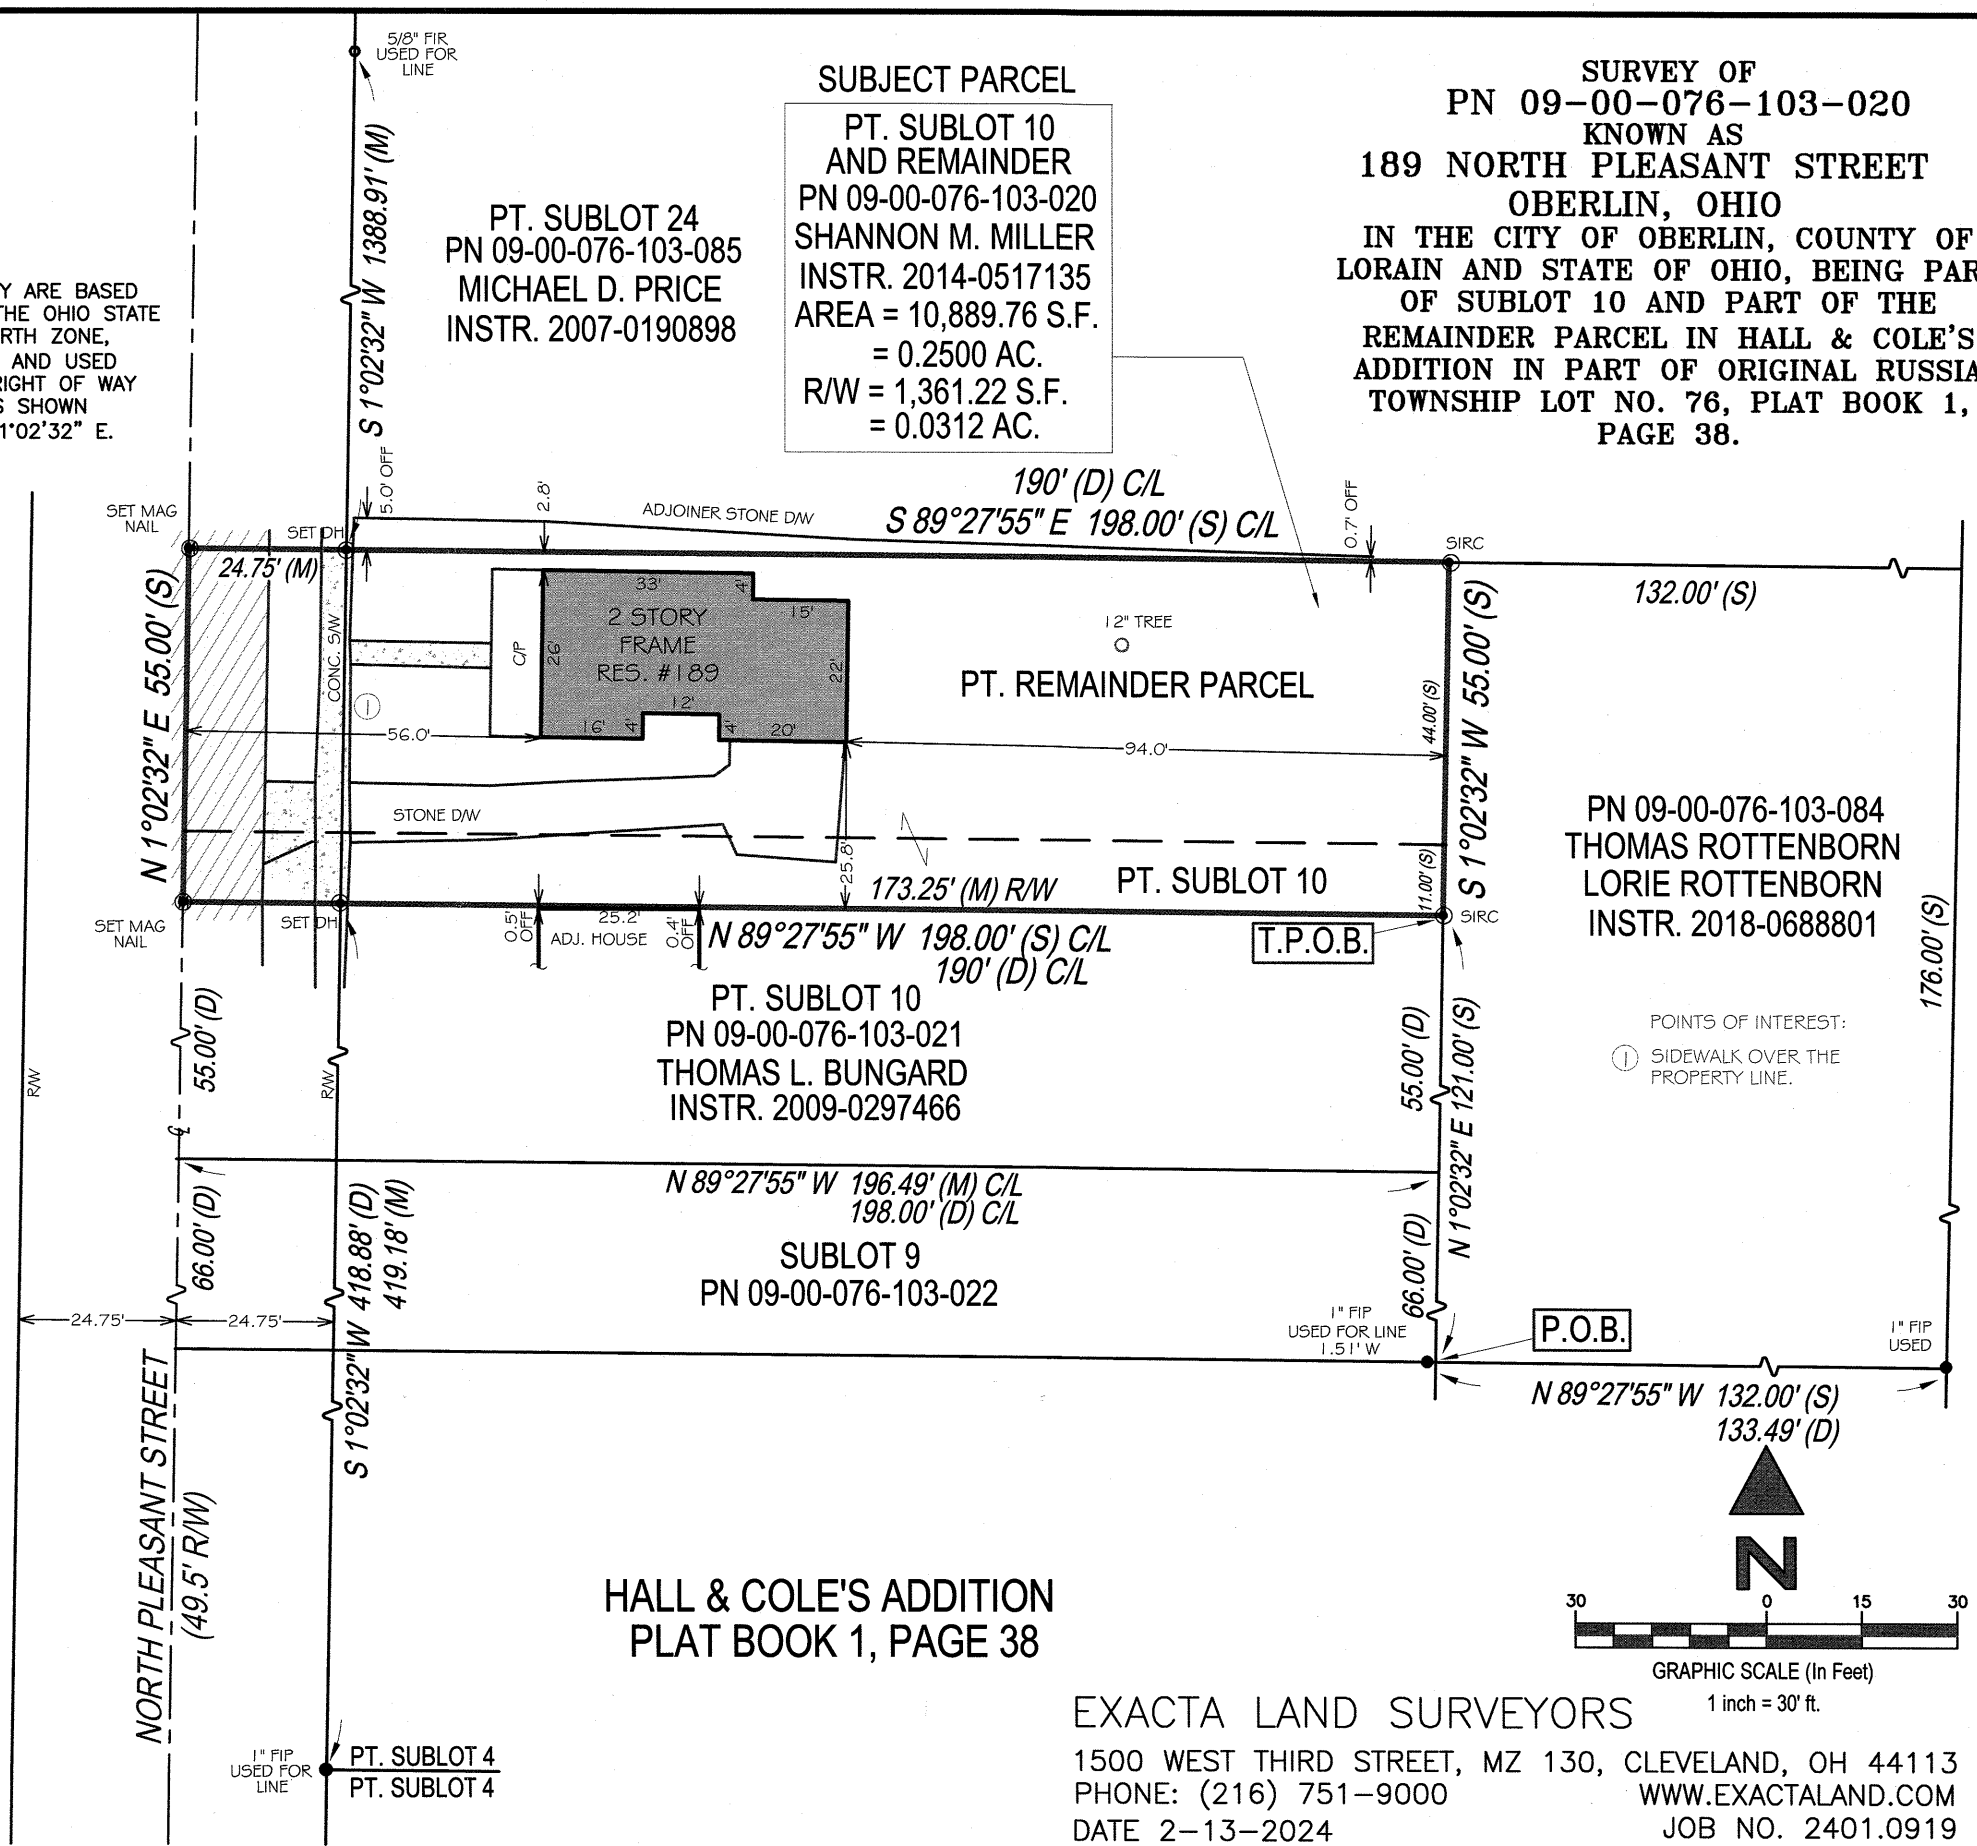 5/8" FIR
USED FOR
LINE
SUBJECT PARCEL
PT. SUBLOT 10
AND REMAINDER
PN 09-00-076-103-020
SHANNON M. MILLER
INSTR. 2014-0517135
AREA = 10,889.76 S.F.
= 0.2500 AC.
R/W = 1,361.22 S.F.
= 0.0312 AC.
SURVEY OF
PN 09-00-076-103-020
KNOWN AS
189 NORTH PLEASANT STREET
OBERLIN, OHIO
IN THE CITY OF OBERLIN, COUNTY OF
LORAIN AND STATE OF OHIO, BEING PAR
OF SUBLOT 10 AND PART OF THE
REMAINDER PARCEL IN HALL & COLE'S
ADDITION IN PART OF ORIGINAL RUSSIA
TOWNSHIP LOT NO. 76, PLAT BOOK 1,
PAGE 38.
S 1°02'32" W 1388.91' (M)
PT. SUBLOT 24
PN 09-00-076-103-085
MICHAEL D. PRICE
INSTR. 2007-0190898
Y ARE BASED
THE OHIO STATE
RTH ZONE,
AND USED
RIGHT OF WAY
S SHOWN
1°02'32" E.
5.0' OFF
2.8'
190' (D) C/L
ADJOINER STONE D/W
S 89°27'55" E 198.00' (S) C/L
0.7' OFF
SET MAG
NAIL
SET DH
SIRC
24.75' (M)
132.00' (S)
N 1°02'32" E 55.00' (S)
CONC. S/W
C/P
33'
4'
15'
2 STORY
FRAME
RES. #189
26'
22'
12'
16'
4'
4'
20'
1
12" TREE
PT. REMAINDER PARCEL
44.00' (S)
S 1°02'32" W 55.00' (S)
56.0'
94.0'
STONE D/W
25.8'
173.25' (M) R/W
PT. SUBLOT 10
11.00' (S)
PN 09-00-076-103-084
THOMAS ROTTENBORN
LORIE ROTTENBORN
INSTR. 2018-0688801
SET MAG
NAIL
SET DH
0.5'
OFF
25.2'
ADJ. HOUSE
0.4'
OFF
N 89°27'55" W 198.00' (S) C/L
190' (D) C/L
T.P.O.B.
SIRC
176.00' (S)
PT. SUBLOT 10
PN 09-00-076-103-021
THOMAS L. BUNGARD
INSTR. 2009-0297466
55.00' (D)
R/W
R/W
55.00' (D)
N 1°02'32" E 121.00' (S)
POINTS OF INTEREST:
1 SIDEWALK OVER THE
PROPERTY LINE.
N 89°27'55" W 196.49' (M) C/L
198.00' (D) C/L
66.00' (D)
S 1°02'32" W 418.88' (D)
419.18' (M)
66.00' (D)
SUBLOT 9
PN 09-00-076-103-022
24.75'
24.75'
1" FIP
USED FOR LINE
1.51' W
P.O.B.
1" FIP
USED
N 89°27'55" W 132.00' (S)
133.49' (D)
NORTH PLEASANT STREET
(49.5' R/W)
N
HALL & COLE'S ADDITION
PLAT BOOK 1, PAGE 38
30 0 15 30
GRAPHIC SCALE (In Feet)
1 inch = 30' ft.
1" FIP
USED FOR
LINE
PT. SUBLOT 4
PT. SUBLOT 4
EXACTA LAND SURVEYORS
1500 WEST THIRD STREET, MZ 130, CLEVELAND, OH 44113
PHONE: (216) 751-9000 WWW.EXACTALAND.COM
DATE 2-13-2024 JOB NO. 2401.0919